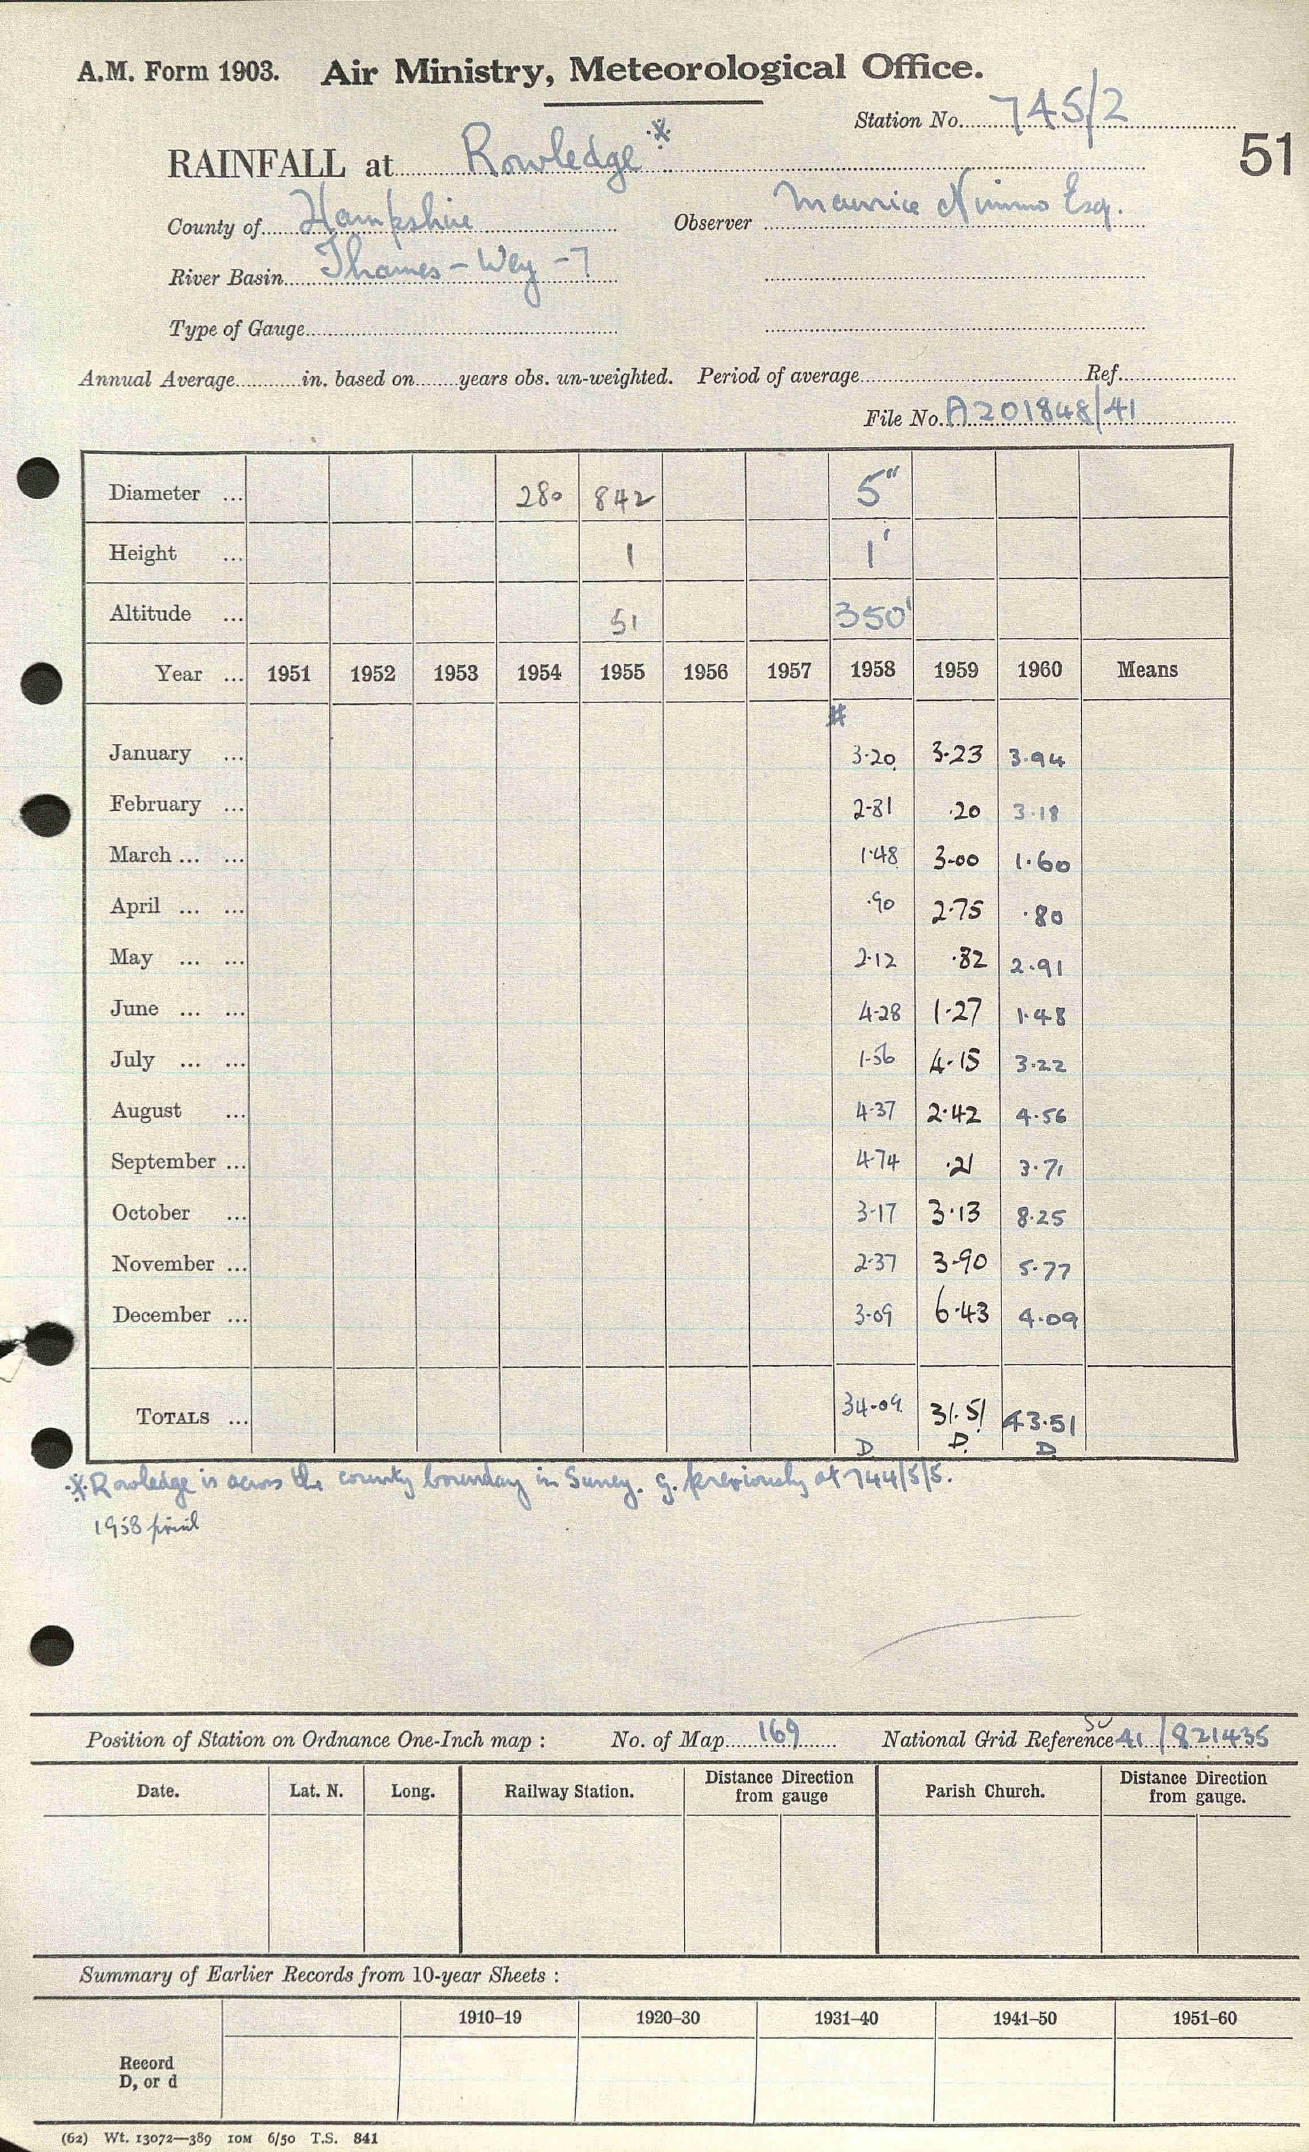 A.M. Form 1903. Air Ministry, Meteorological Office.
Station No. 745/2
51
RAINFALL at Rowledge *
County of Hampshire Observer Maurice Nimmo Esq.
River Basin Thames - Wey - 7
Type of Gauge
Annual Average in. based on years obs. un-weighted. Period of average Ref.
File No. A201848/41
Diameter ... 280 842 5"
Height ... 1 1'
Altitude ... 51 350'
Year ... 1951 1952 1953 1954 1955 1956 1957 1958 1959 1960 Means
#
January ... 3·20 3·23 3·94
February ... 2·81 ·20 3·18
March ... ... 1·48 3·00 1·60
April ... ... ·90 2·75 ·80
May ... ... 2·12 ·82 2·91
June ... ... 4·28 1·27 1·48
July ... ... 1·56 4·15 3·22
August ... 4·37 2·42 4·56
September ... 4·74 ·21 3·71
October ... 3·17 3·13 8·25
November ... 2·37 3·90 5·77
December ... 3·09 6·43 4·09
TOTALS ... 34·09 31·51 43·51
D D D
* Rowledge is across the county boundary in Surrey. G. previously at 744/5/5.
1958 print
Position of Station on Ordnance One-Inch map : No. of Map 169 National Grid Reference SU 41/821435
Date. Lat. N. Long. Railway Station. Distance Direction from gauge Parish Church. Distance Direction from gauge.
Summary of Earlier Records from 10-year Sheets :
1910–19 1920–30 1931–40 1941–50 1951–60
Record
D, or d
(62) Wt. 13072—389 10M 6/50 T.S. 841